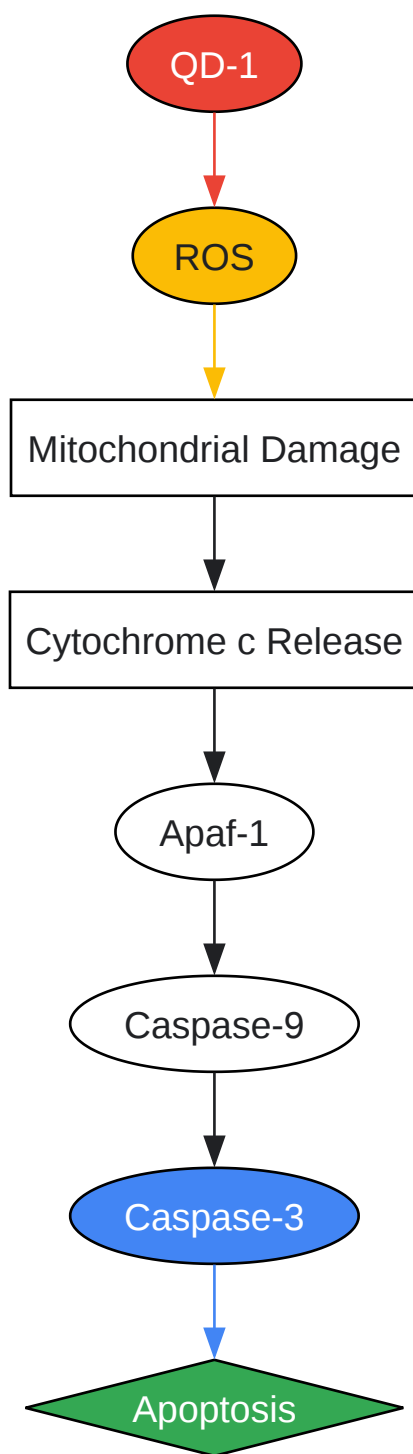 QD-1
ROS
Mitochondrial Damage
Cytochrome c Release
Apaf-1
Caspase-9
Caspase-3
Apoptosis